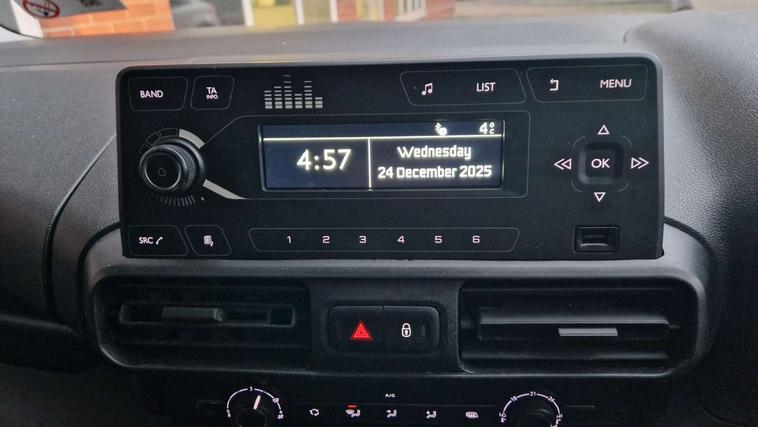 BAND
TA
INFO
LIST
MENU
4°C
4:57
Wednesday
24 December 2025
OK
SRC
1 2 3 4 5 6
A/C